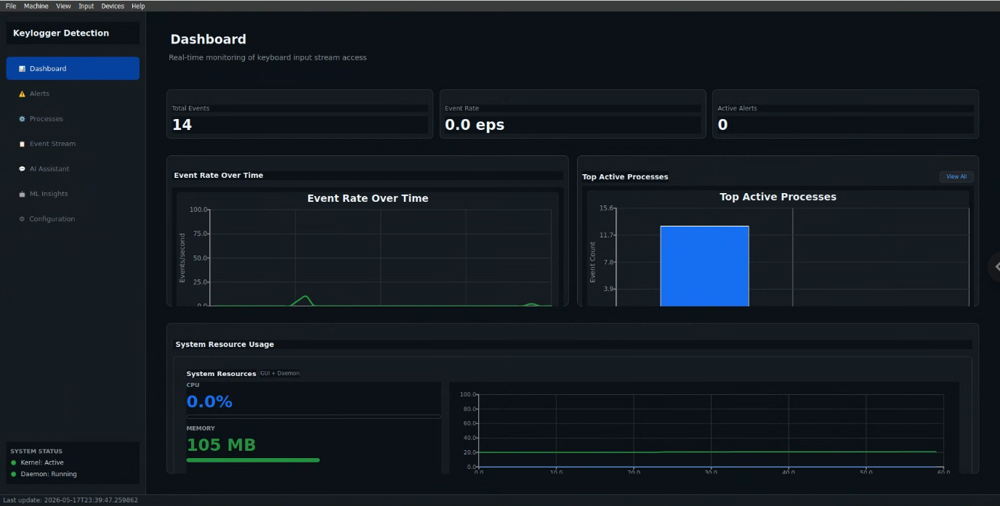 File Machine View Input Devices Help
Keylogger Detection
Dashboard
Alerts
Processes
Event Stream
AI Assistant
ML Insights
Configuration
SYSTEM STATUS
Kernel: Active
Daemon: Running
Dashboard
Real-time monitoring of keyboard input stream access
Total Events
14
Event Rate
0.0 eps
Active Alerts
0
Event Rate Over Time
Event Rate Over Time
Events/second
100.0
75.0
50.0
25.0
0.0
Top Active Processes
View All
Top Active Processes
Event Count
15.6
11.7
7.8
3.9
System Resource Usage
System Resources GUI + Daemon
CPU
0.0%
MEMORY
105 MB
100.0
80.0
60.0
40.0
20.0
0.0
0.0 10.0 20.0 30.0 40.0 50.0 60.0
Last update: 2026-05-17T23:39:47.259862